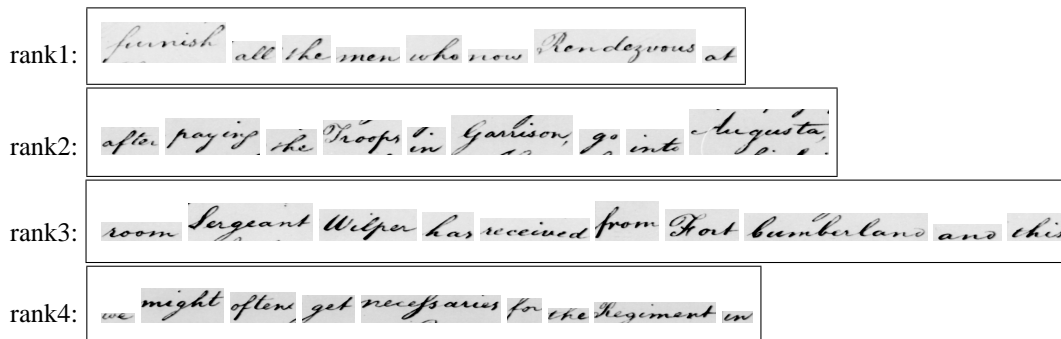 rank1: furnish all the men who now Rendezvous at
rank2: after paying the Troops in Garrison, go into Augusta,
rank3: room Sergeant Wilper has received from Fort Cumberland and this
rank4: we might often get necessaries for the Regiment in